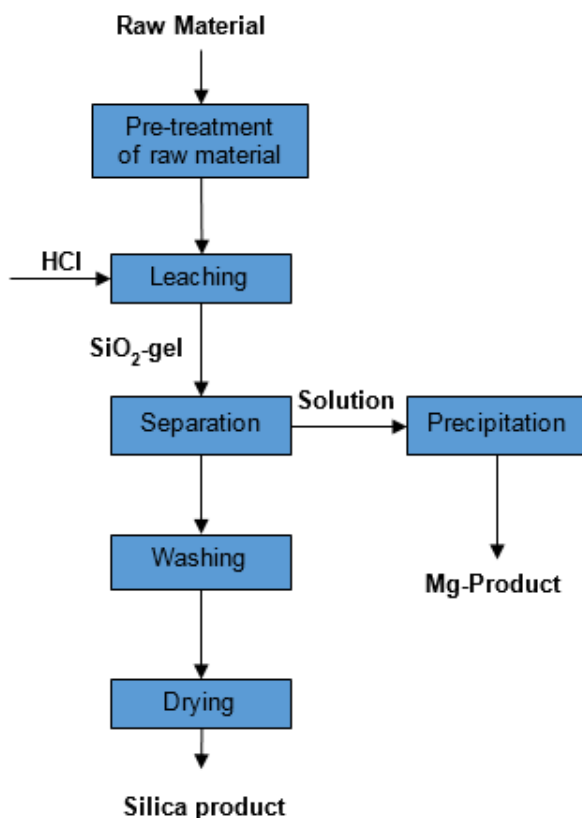 Raw Material
Pre-treatment
of raw material
HCl
Leaching
SiO₂-gel
Separation
Solution
Precipitation
Washing
Mg-Product
Drying
Silica product